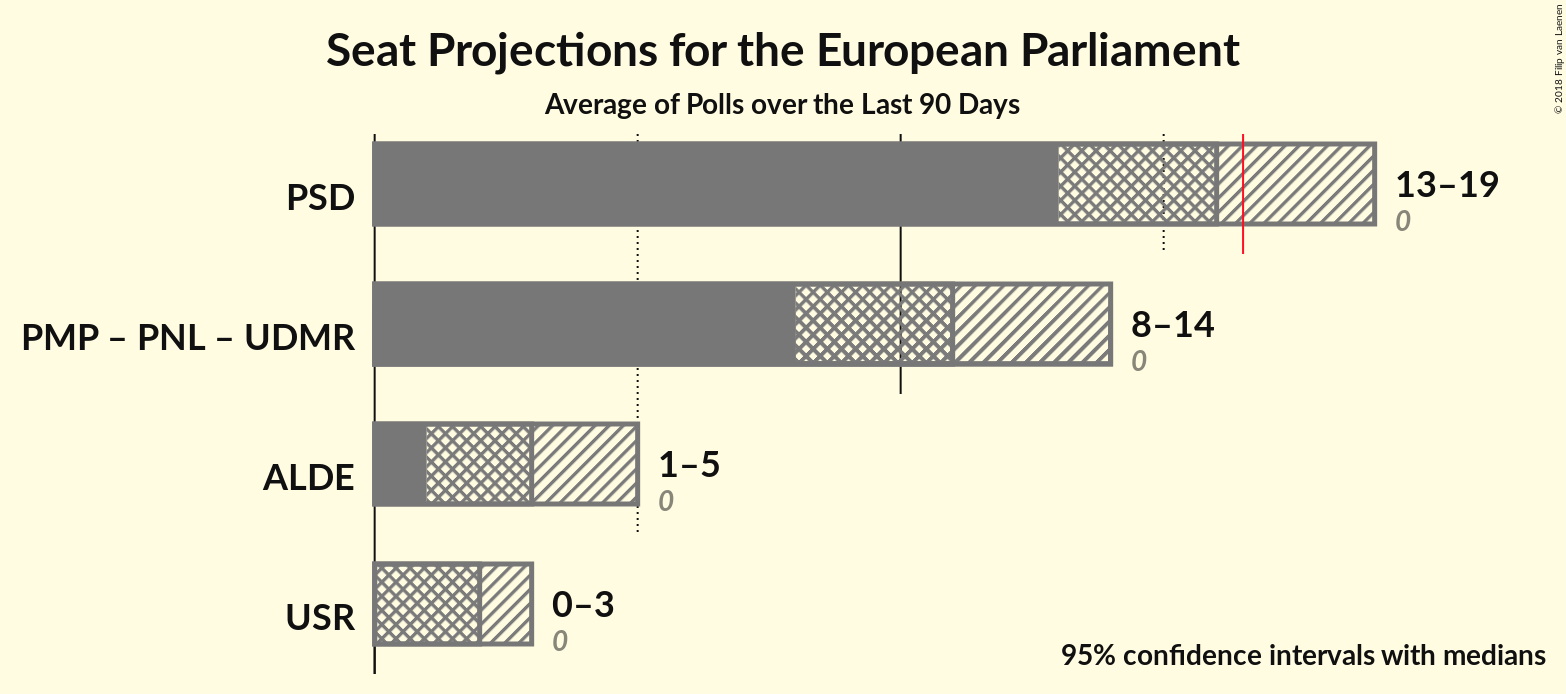 Seat Projections for the European Parliament
Average of Polls over the Last 90 Days
© 2018 Filip van Laenen
PSD
13–19
0
PMP – PNL – UDMR
8–14
0
ALDE
1–5
0
USR
0–3
0
95% confidence intervals with medians